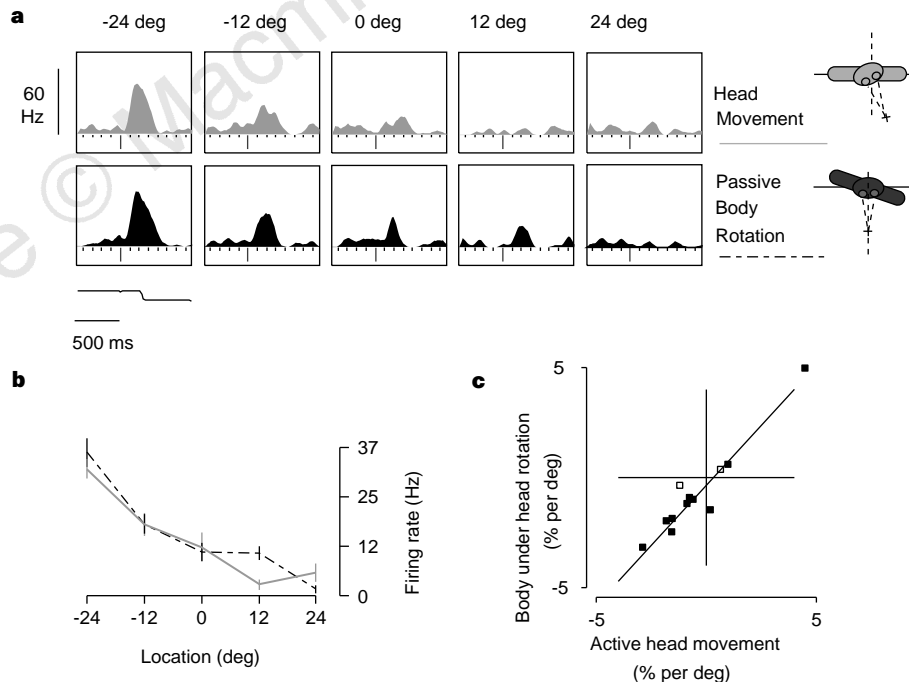 a
-24 deg
-12 deg
0 deg
12 deg
24 deg
60
Hz
Head
Movement
Passive
Body
Rotation
500 ms
b
37
25
12
0
Firing rate (Hz)
-24
-12
0
12
24
Location (deg)
c
5
-5
Body under head rotation
(% per deg)
-5
5
Active head movement
(% per deg)